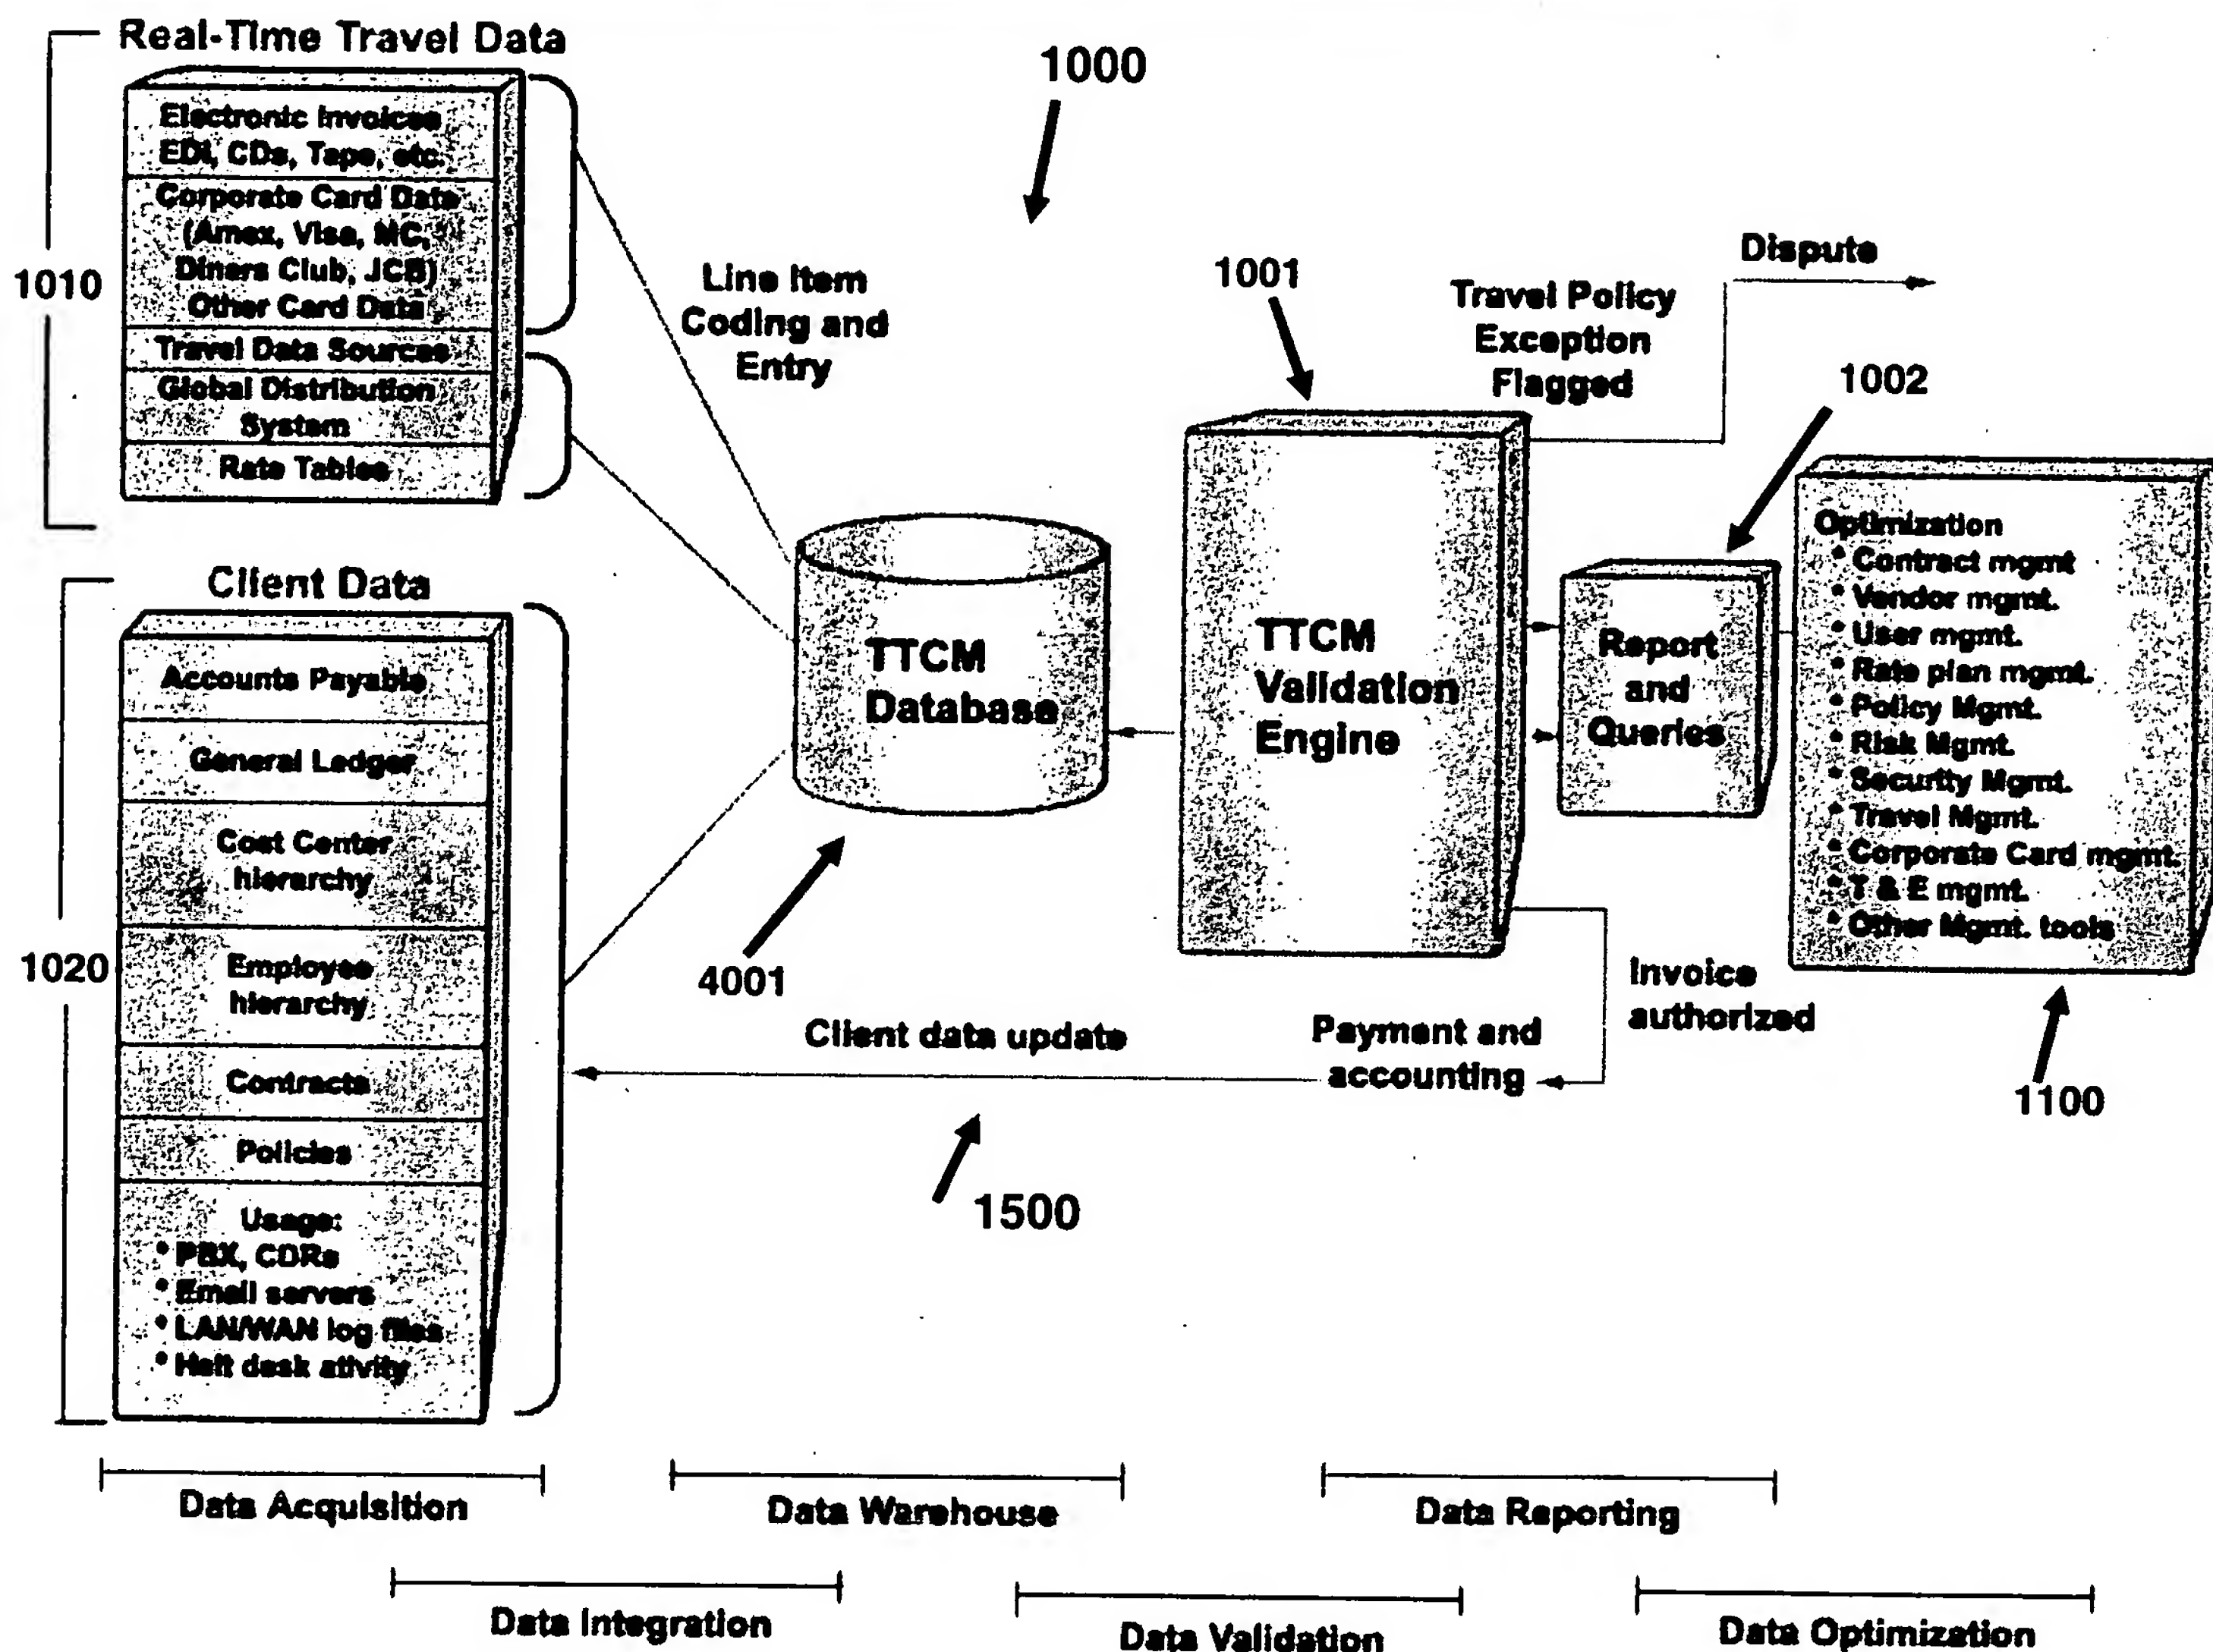 Real-Time Travel Data
1010
Electronic Invoices
EDI, CDs, Tape, etc.
Corporate Card Data
(Amex, Visa, MC,
Diners Club, JCB)
Other Card Data
Travel Data Sources
Global Distribution
System
Rate Tables
Client Data
1020
Accounts Payable
General Ledger
Cost Center
hierarchy
Employee
hierarchy
Contracts
Policies
Usage:
* PBX, CDRs
* Email servers
* LAN/WAN log files
* Helt desk ativity
Line Item
Coding and
Entry
1000
TTCM
Database
4001
1001
TTCM
Validation
Engine
Travel Policy
Exception
Flagged
Dispute
1002
Report
and
Queries
Optimization
* Contract mgmt
* Vendor mgmt.
* User mgmt.
* Rate plan mgmt.
* Policy Mgmt.
* Risk Mgmt.
* Security Mgmt.
* Travel Mgmt.
* Corporate Card mgmt.
* T & E mgmt.
* Other Mgmt. tools
1100
Invoice
authorized
Payment and
accounting
Client data update
1500
Data Acquisition
Data Warehouse
Data Reporting
Data Integration
Data Validation
Data Optimization